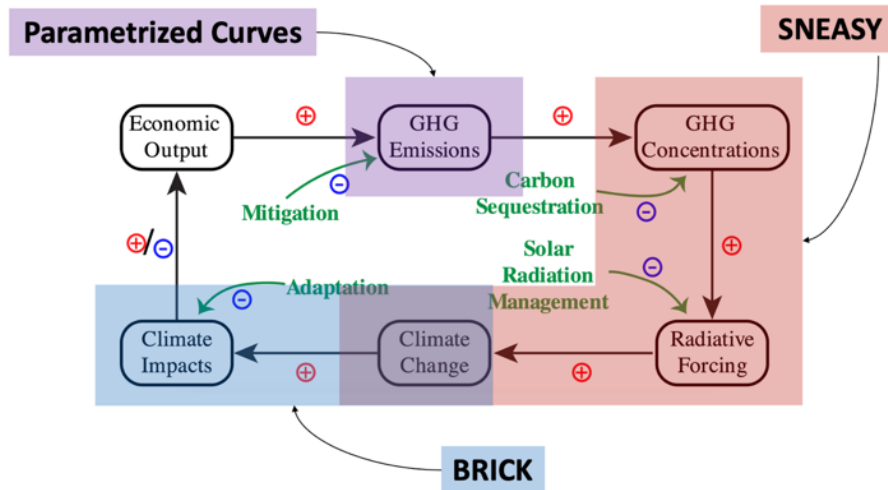 Parametrized Curves
SNEASY
Economic
Output
⊕
GHG
Emissions
⊕
GHG
Concentrations
Mitigation
⊖
Carbon
Sequestration
⊖
⊕/⊖
⊕
Solar
Radiation
Management
⊖
Adaptation
⊖
Climate
Impacts
⊕
Climate
Change
⊕
Radiative
Forcing
BRICK